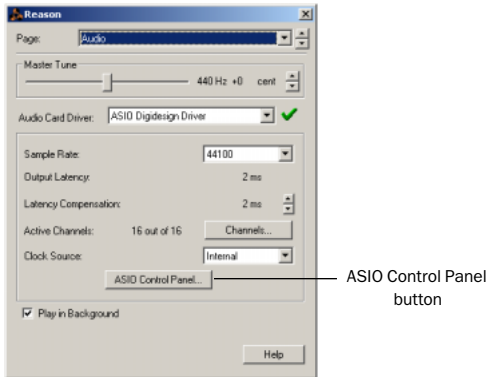 Reason
Page: Audio
Master Tune
440 Hz +0 cent
Audio Card Driver: ASIO Digidesign Driver
Sample Rate: 44100
Output Latency: 2 ms
Latency Compensation: 2 ms
Active Channels: 16 out of 16 Channels...
Clock Source: Internal
ASIO Control Panel...
ASIO Control Panel
button
Play in Background
Help